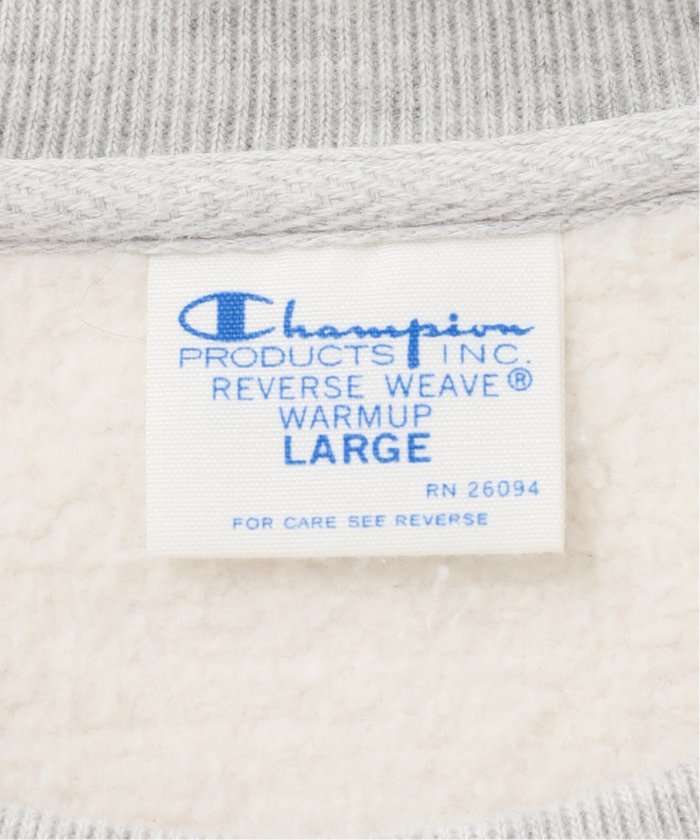 Champion
PRODUCTS INC.
REVERSE WEAVE®
WARMUP
LARGE
RN 26094
FOR CARE SEE REVERSE